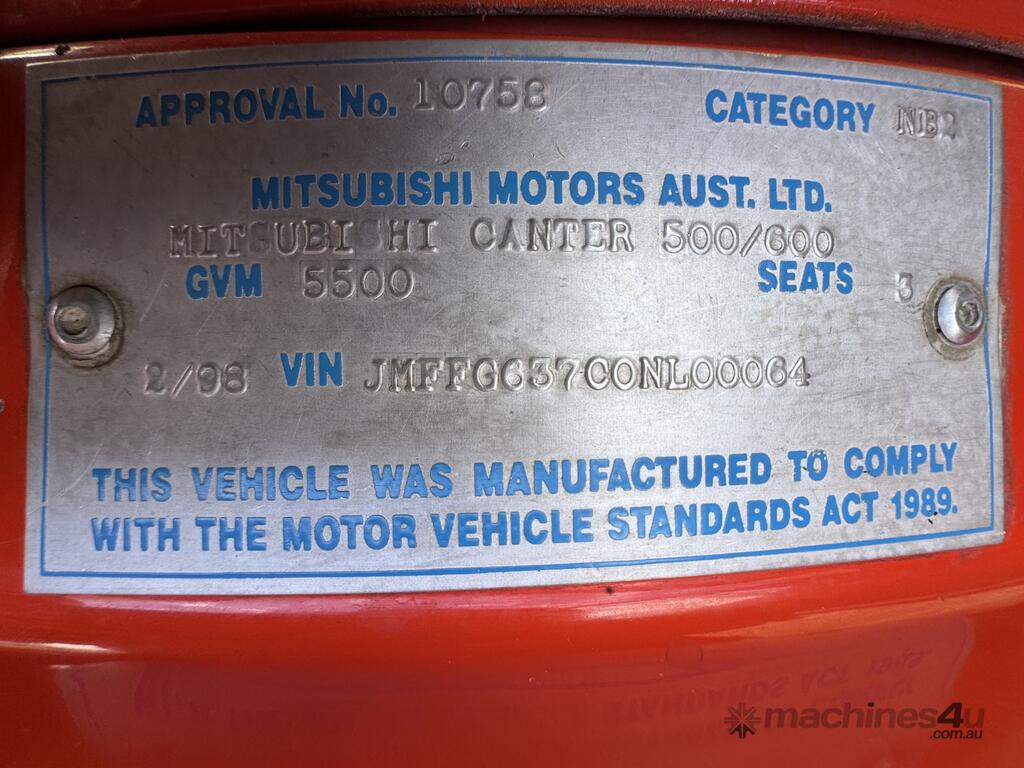 APPROVAL No. 10758 CATEGORY NB2
MITSUBISHI MOTORS AUST. LTD.
MITSUBISHI CANTER 500/600
GVM 5500 SEATS 3
2/98 VIN JMFFG637C0NL00064
THIS VEHICLE WAS MANUFACTURED TO COMPLY
WITH THE MOTOR VEHICLE STANDARDS ACT 1989.
machines4u
.com.au